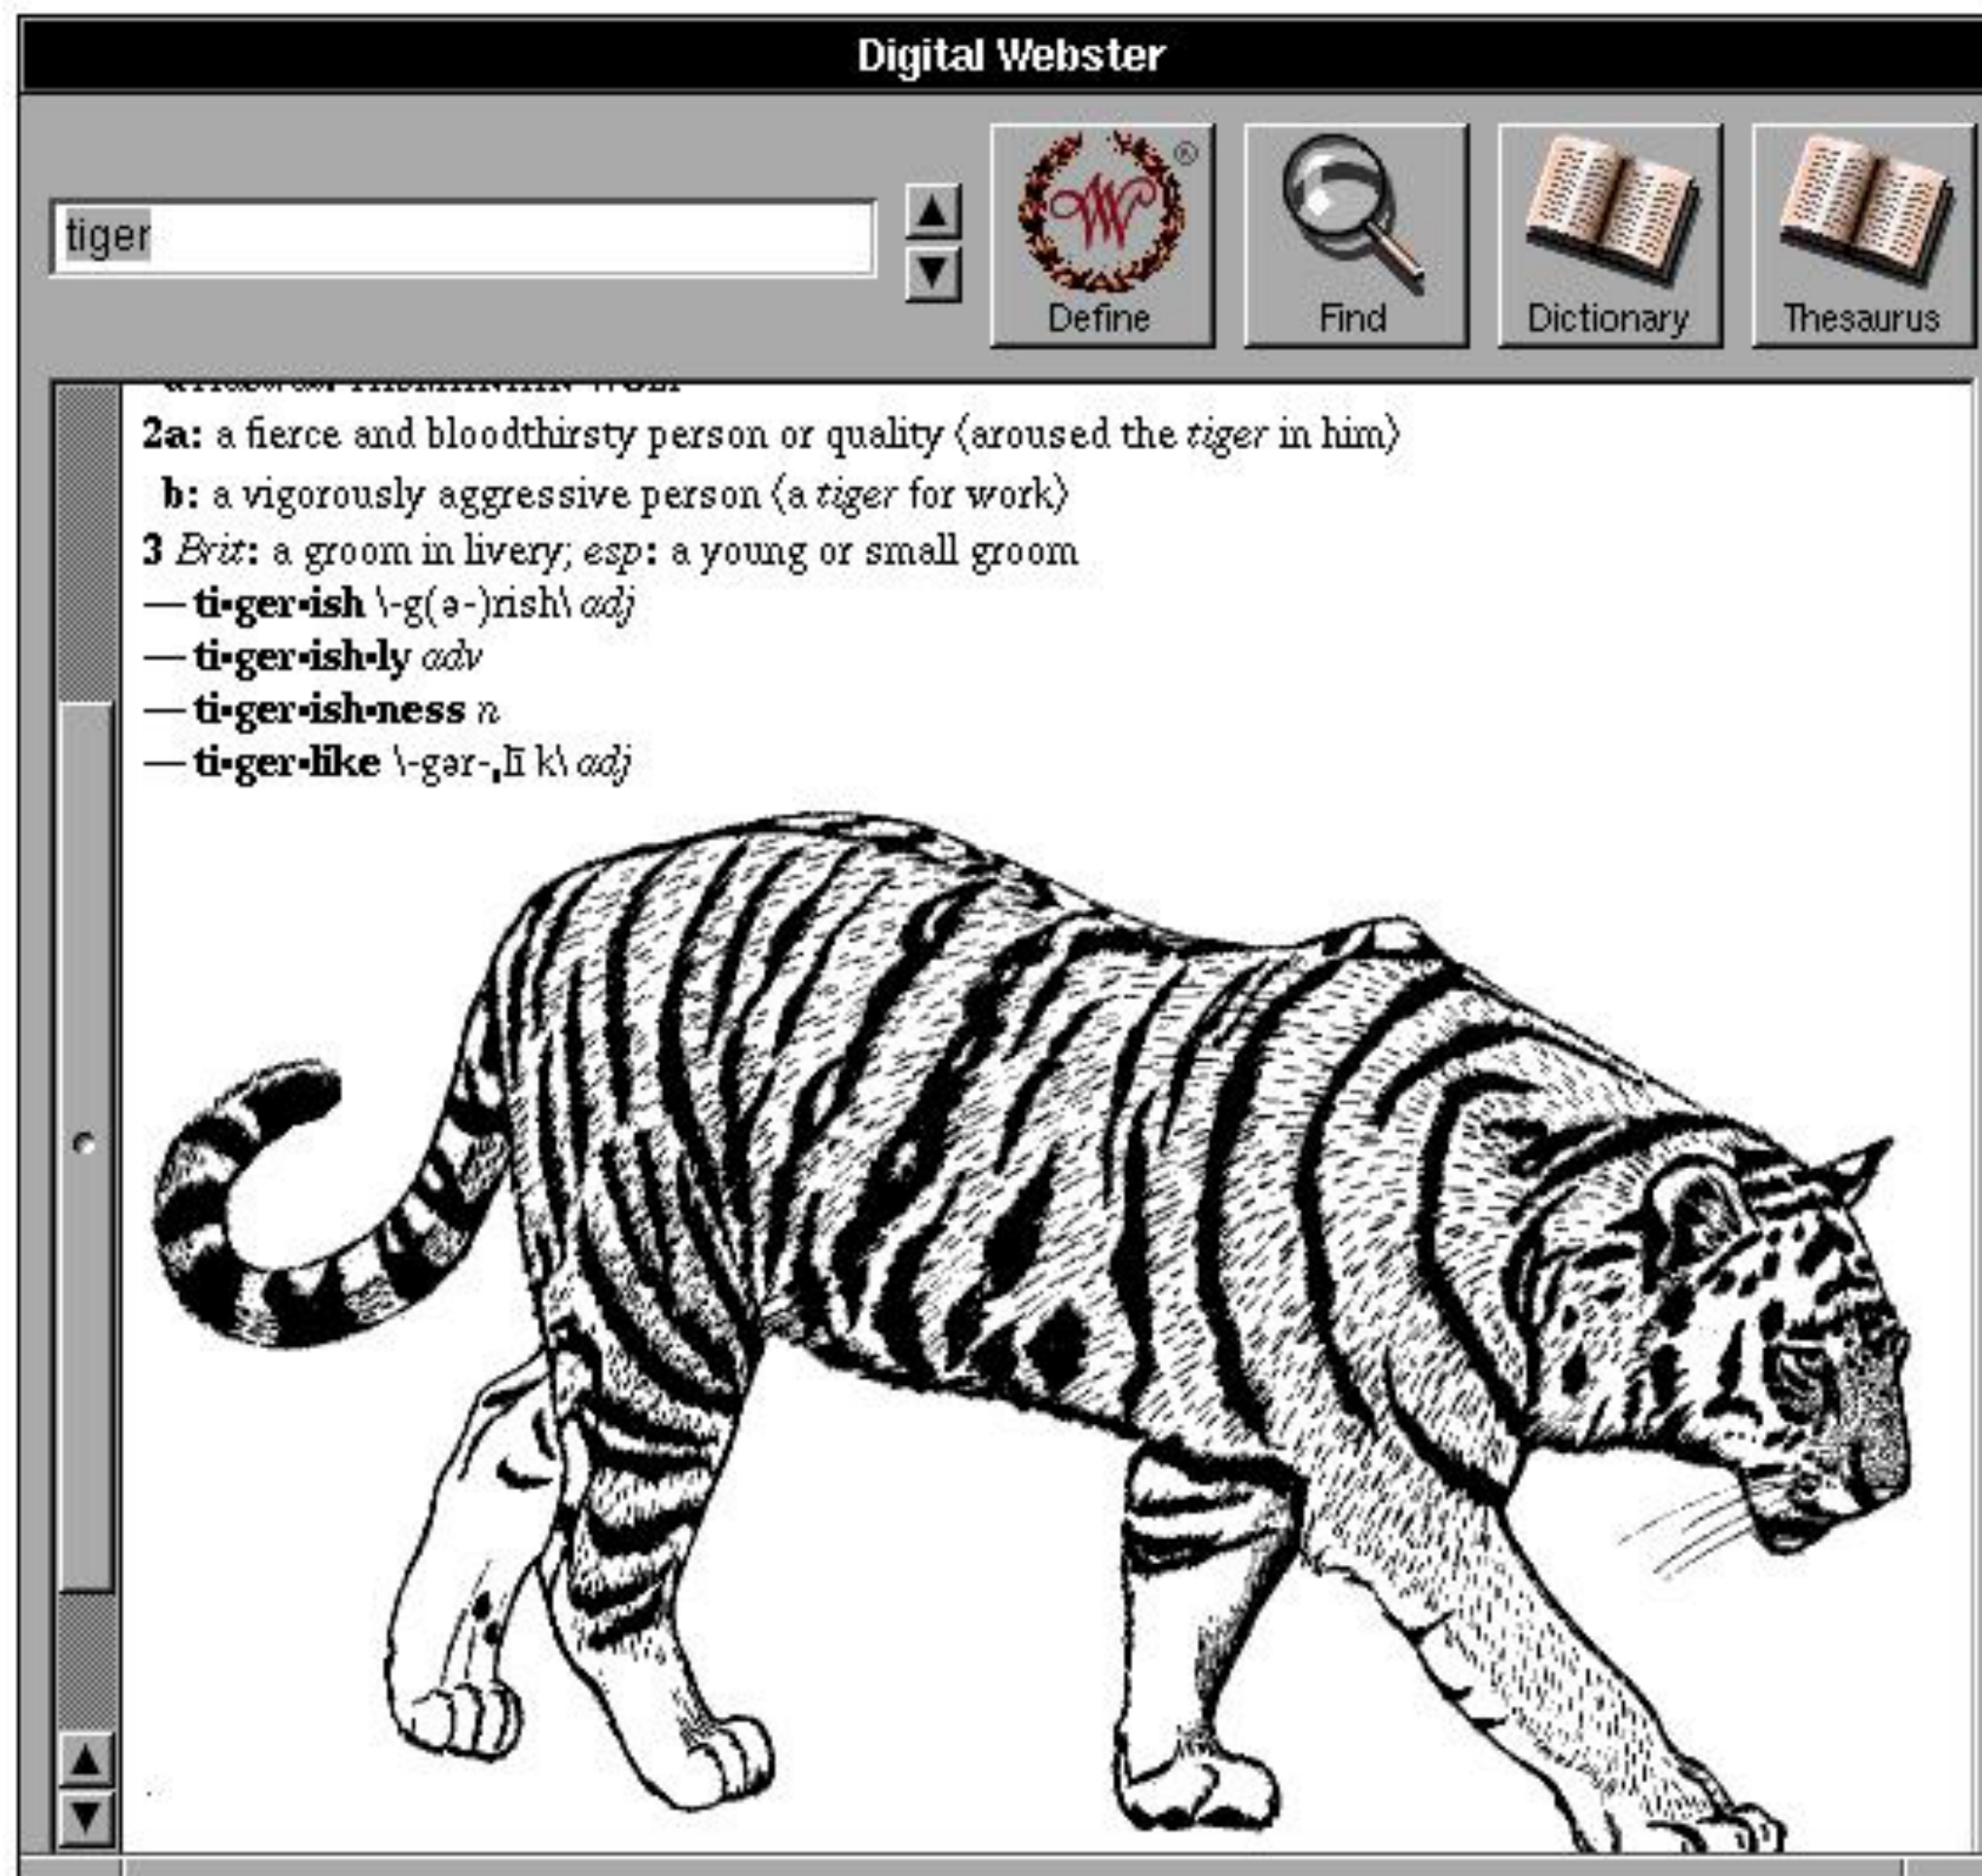 Digital Webster
tiger
®
W
Define
Find
Dictionary
Thesaurus
2a: a fierce and bloodthirsty person or quality ⟨aroused the tiger in him⟩
b: a vigorously aggressive person ⟨a tiger for work⟩
3 Brit: a groom in livery; esp: a young or small groom
— ti•ger•ish \-g(ə-)rish\ adj
— ti•ger•ish•ly adv
— ti•ger•ish•ness n
— ti•ger•like \-gər-ˌlī k\ adj